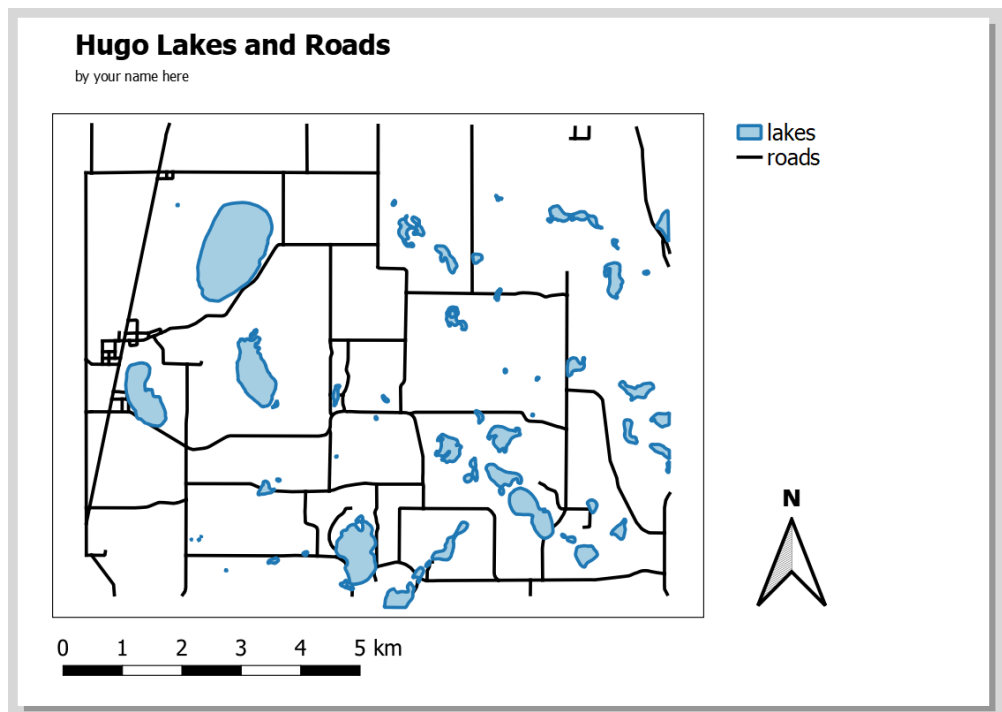 Hugo Lakes and Roads
by your name here
lakes
roads
N
0 1 2 3 4 5 km